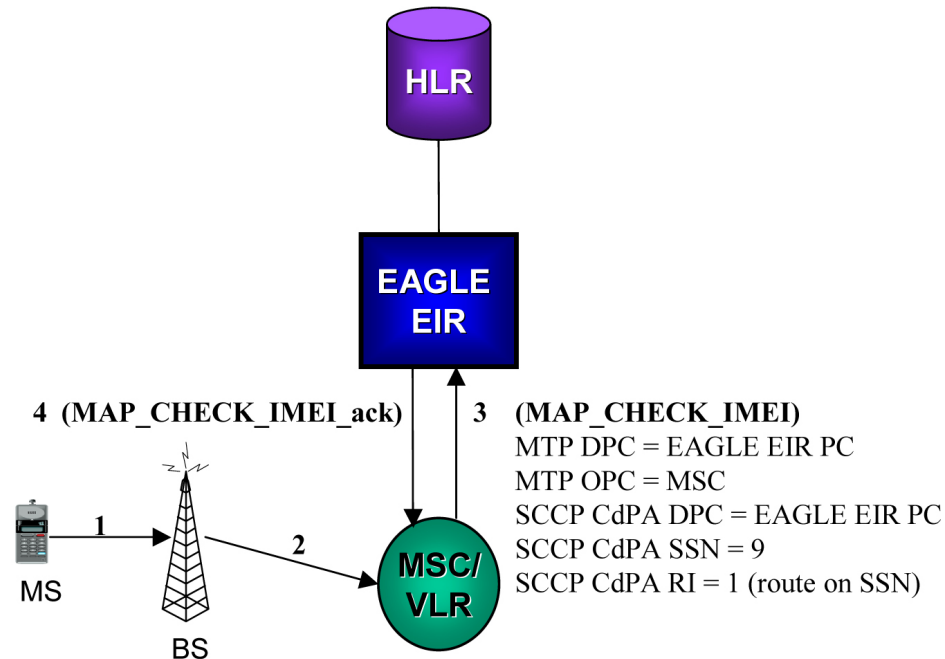 HLR
EAGLE
EIR
4 (MAP_CHECK_IMEI_ack)
3 (MAP_CHECK_IMEI)
MTP DPC = EAGLE EIR PC
MTP OPC = MSC
SCCP CdPA DPC = EAGLE EIR PC
SCCP CdPA SSN = 9
SCCP CdPA RI = 1 (route on SSN)
1
2
MSC/
VLR
MS
BS